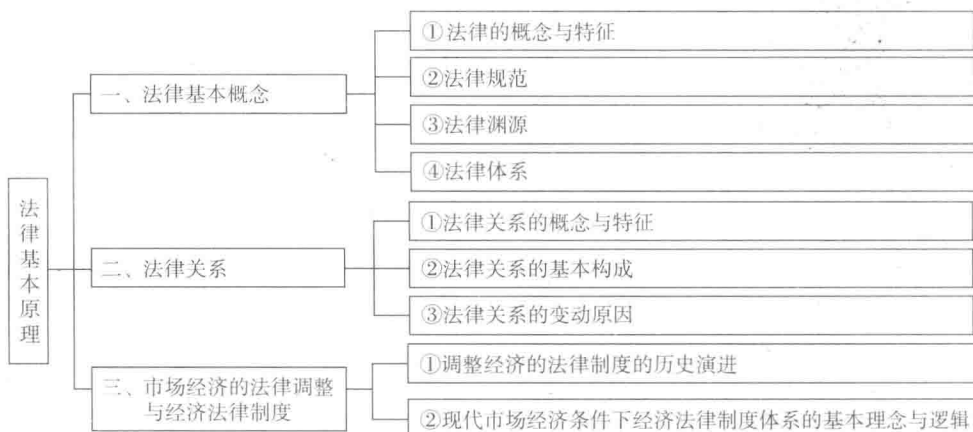 法律基本原理
一、法律基本概念
①法律的概念与特征
②法律规范
③法律渊源
④法律体系
二、法律关系
①法律关系的概念与特征
②法律关系的基本构成
③法律关系的变动原因
三、市场经济的法律调整
与经济法律制度
①调整经济的法律制度的历史演进
②现代市场经济条件下经济法律制度体系的基本理念与逻辑